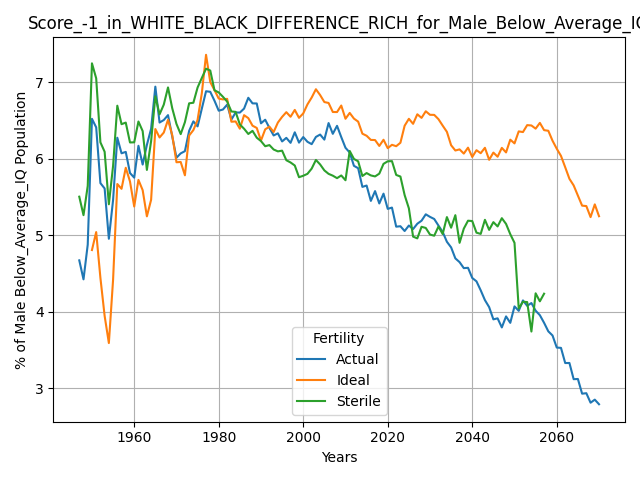 Score_-1_in_WHITE_BLACK_DIFFERENCE_RICH_for_Male_Below_Average_IQ
% of Male Below_Average_IQ Population
7
6
5
4
3
Fertility
Actual
Ideal
Sterile
1960 1980 2000 2020 2040 2060
Years